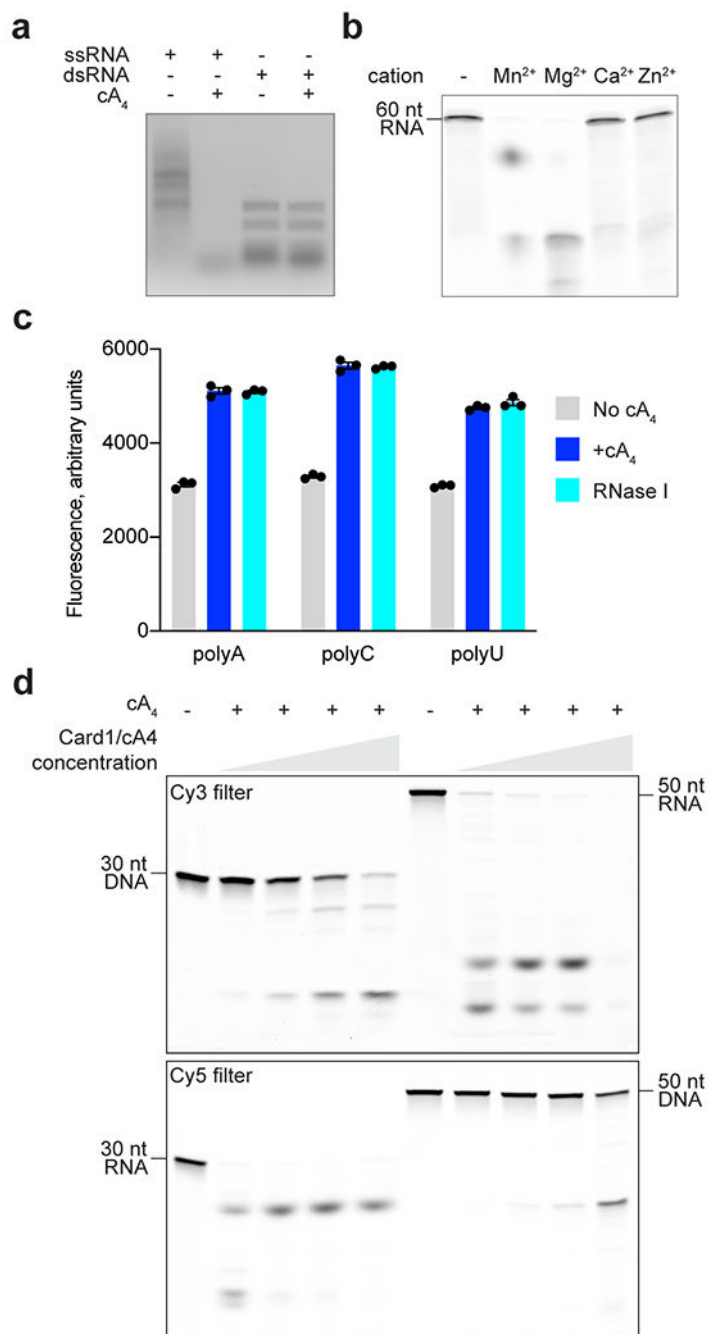 a
ssRNA + + - -
dsRNA - - + +
cA4 - + - +
b
cation - Mn2+ Mg2+ Ca2+ Zn2+
60 nt
RNA
c
Fluorescence, arbitrary units
6000
4000
2000
0
polyA polyC polyU
No cA4
+cA4
RNase I
d
cA4 - + + + + - + + + +
Card1/cA4
concentration
Cy3 filter
30 nt
DNA
50 nt
RNA
Cy5 filter
30 nt
RNA
50 nt
DNA